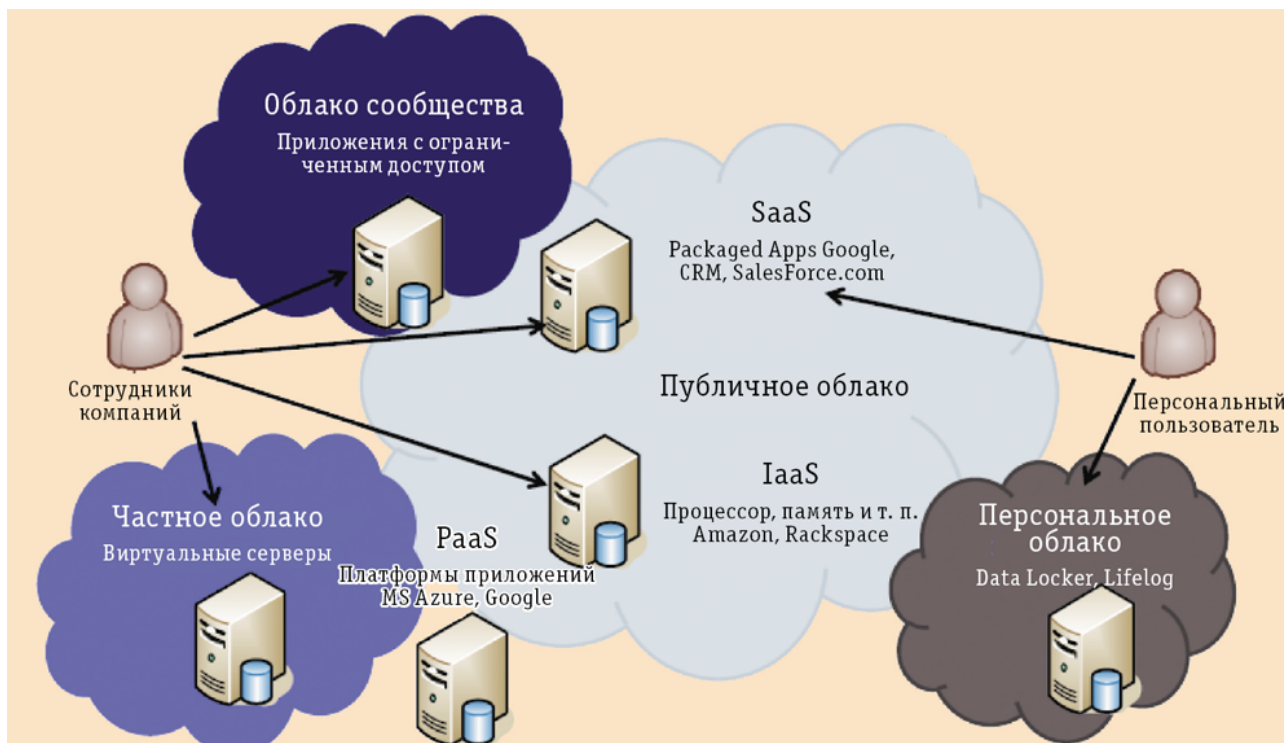 Облако сообщества
Приложения с ограни-
ченным доступом
SaaS
Packaged Apps Google,
CRM, SalesForce.com
Сотрудники
компаний
Публичное облако
Персональный
пользователь
Частное облако
Виртуальные серверы
PaaS
Платформы приложений
MS Azure, Google
IaaS
Процессор, память и т. п.
Amazon, Rackspace
Персональное
облако
Data Locker, Lifelog